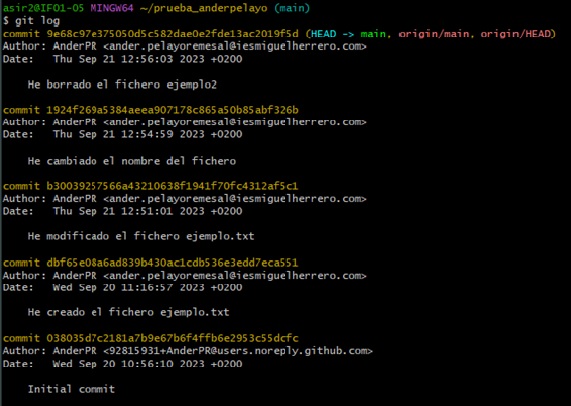 asir2@IF01-05 MINGW64 ~/prueba_anderpelayo (main)
$ git log
commit 9e68c97e375050d5c582dae0e2fde13ac2019f5d (HEAD -> main, origin/main, origin/HEAD)
Author: AnderPR <ander.pelayoremesal@iesmiguelherrero.com>
Date:   Thu Sep 21 12:56:03 2023 +0200
He borrado el fichero ejemplo2
commit 1924f269a5384aeea907178c865a50b85abf326b
Author: AnderPR <ander.pelayoremesal@iesmiguelherrero.com>
Date:   Thu Sep 21 12:54:59 2023 +0200
He cambiado el nombre del fichero
commit b30039257566a43210638f1941f70fc4312af5c1
Author: AnderPR <ander.pelayoremesal@iesmiguelherrero.com>
Date:   Thu Sep 21 12:51:01 2023 +0200
He modificado el fichero ejemplo.txt
commit dbf65e08a6ad839b430ac1cdb536e3edd7eca551
Author: AnderPR <ander.pelayoremesal@iesmiguelherrero.com>
Date:   Wed Sep 20 11:16:57 2023 +0200
He creado el fichero ejemplo.txt
commit 038035d7c2181a7b9e67b6f4ffb6e2953c55dcfc
Author: AnderPR <92815931+AnderPR@users.noreply.github.com>
Date:   Wed Sep 20 10:56:10 2023 +0200
Initial commit